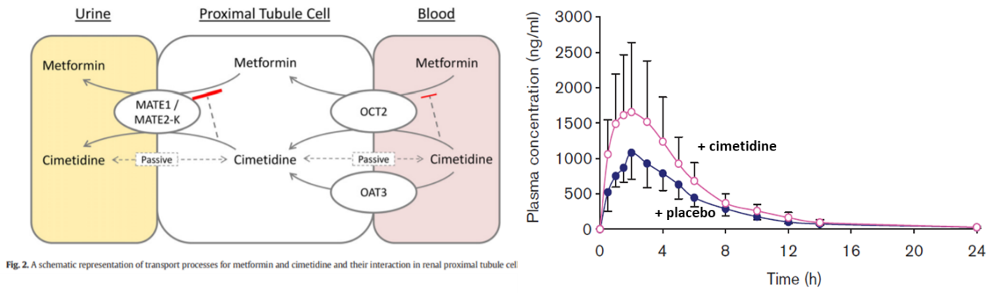 Urine
Proximal Tubule Cell
Blood
Metformin
Metformin
Metformin
MATE1 /
MATE2-K
OCT2
Cimetidine
Passive
Cimetidine
Passive
Cimetidine
OAT3
Fig. 2. A schematic representation of transport processes for metformin and cimetidine and their interaction in renal proximal tubule cel
Plasma concentration (ng/ml)
3000
2500
2000
1500
1000
500
0
+ cimetidine
+ placebo
0 4 8 12 16 20 24
Time (h)